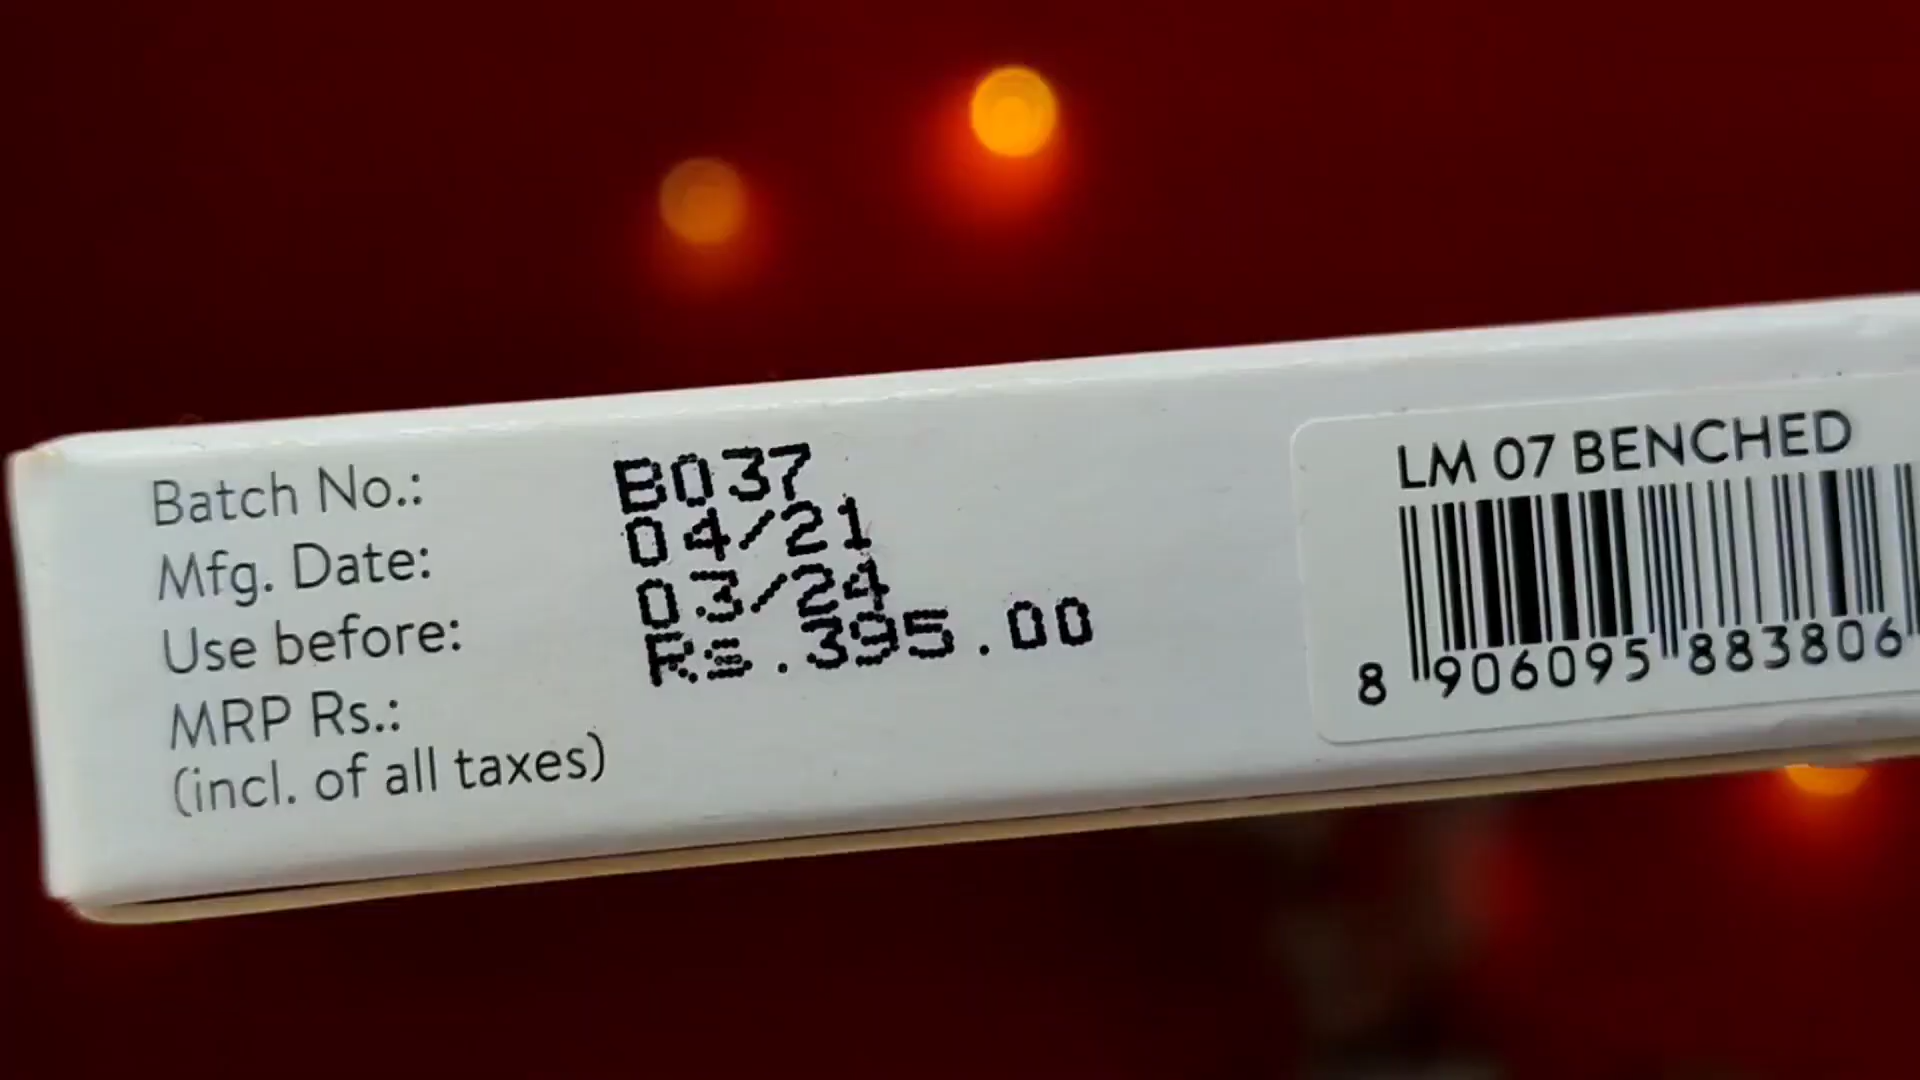 Batch No.: B037
Mfg. Date: 04/21
Use before: 03/24
MRP Rs.: Rs.395.00
(incl. of all taxes)
LM 07 BENCHED
8 906095 883806